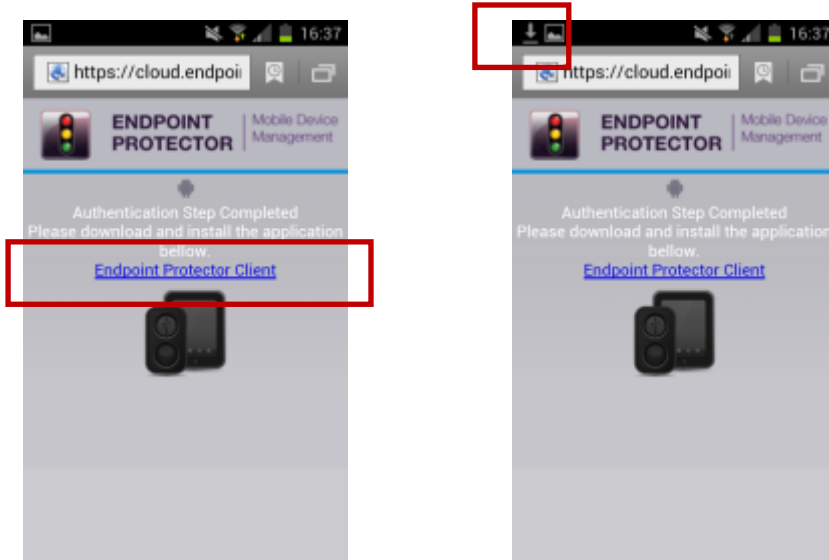 16:37
https://cloud.endpoi
ENDPOINT
PROTECTOR
Mobile Device
Management
Authentication Step Completed
Please download and install the application
bellow.
Endpoint Protector Client
16:37
https://cloud.endpoi
ENDPOINT
PROTECTOR
Mobile Device
Management
Authentication Step Completed
Please download and install the application
bellow.
Endpoint Protector Client